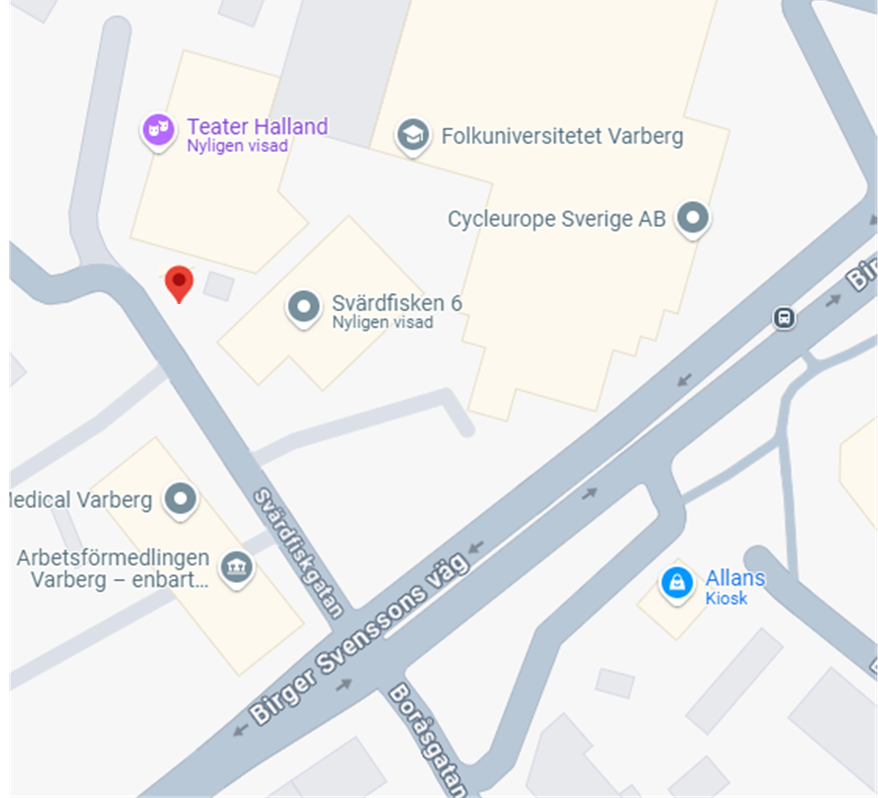 Teater Halland
Nyligen visad
Folkuniversitetet Varberg
Cycleurope Sverige AB
Svärdfisken 6
Nyligen visad
Medical Varberg
Svärdfiskgatan
Arbetsförmedlingen
Varberg – enbart...
Birger Svenssons väg
Allans
Kiosk
Boråsgatan